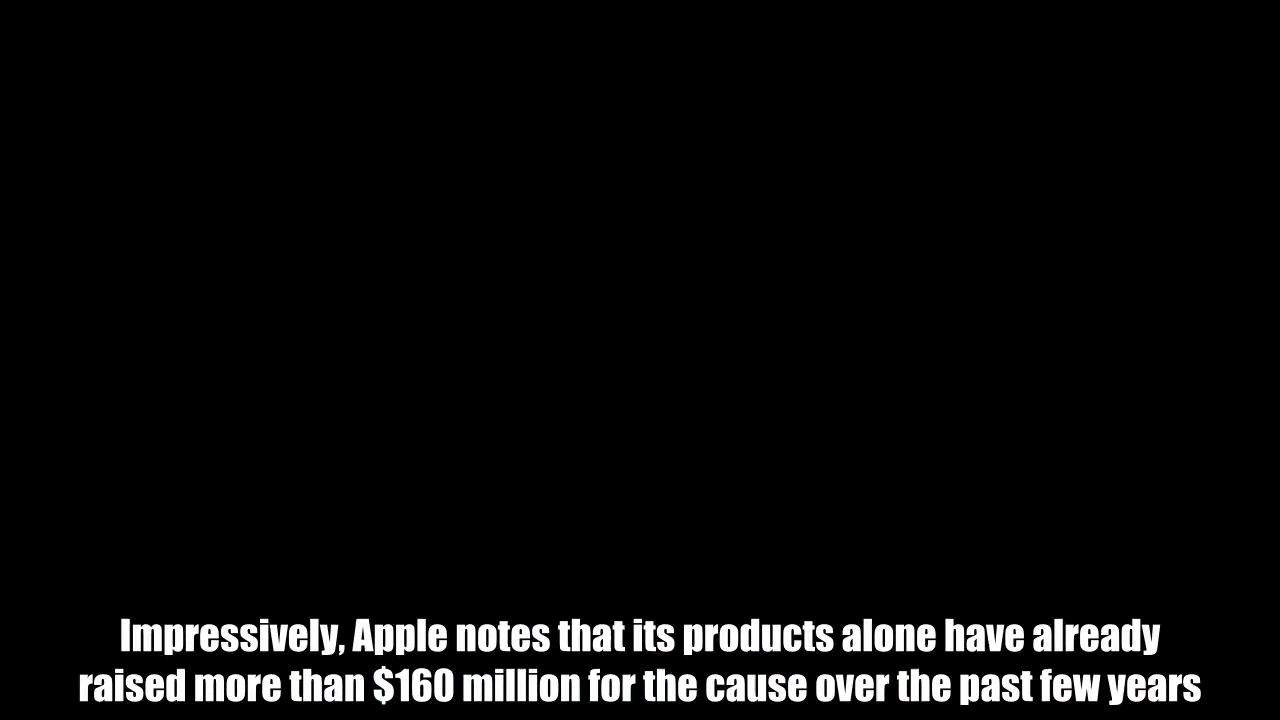 Impressively, Apple notes that its products alone have already
raised more than $160 million for the cause over the past few years